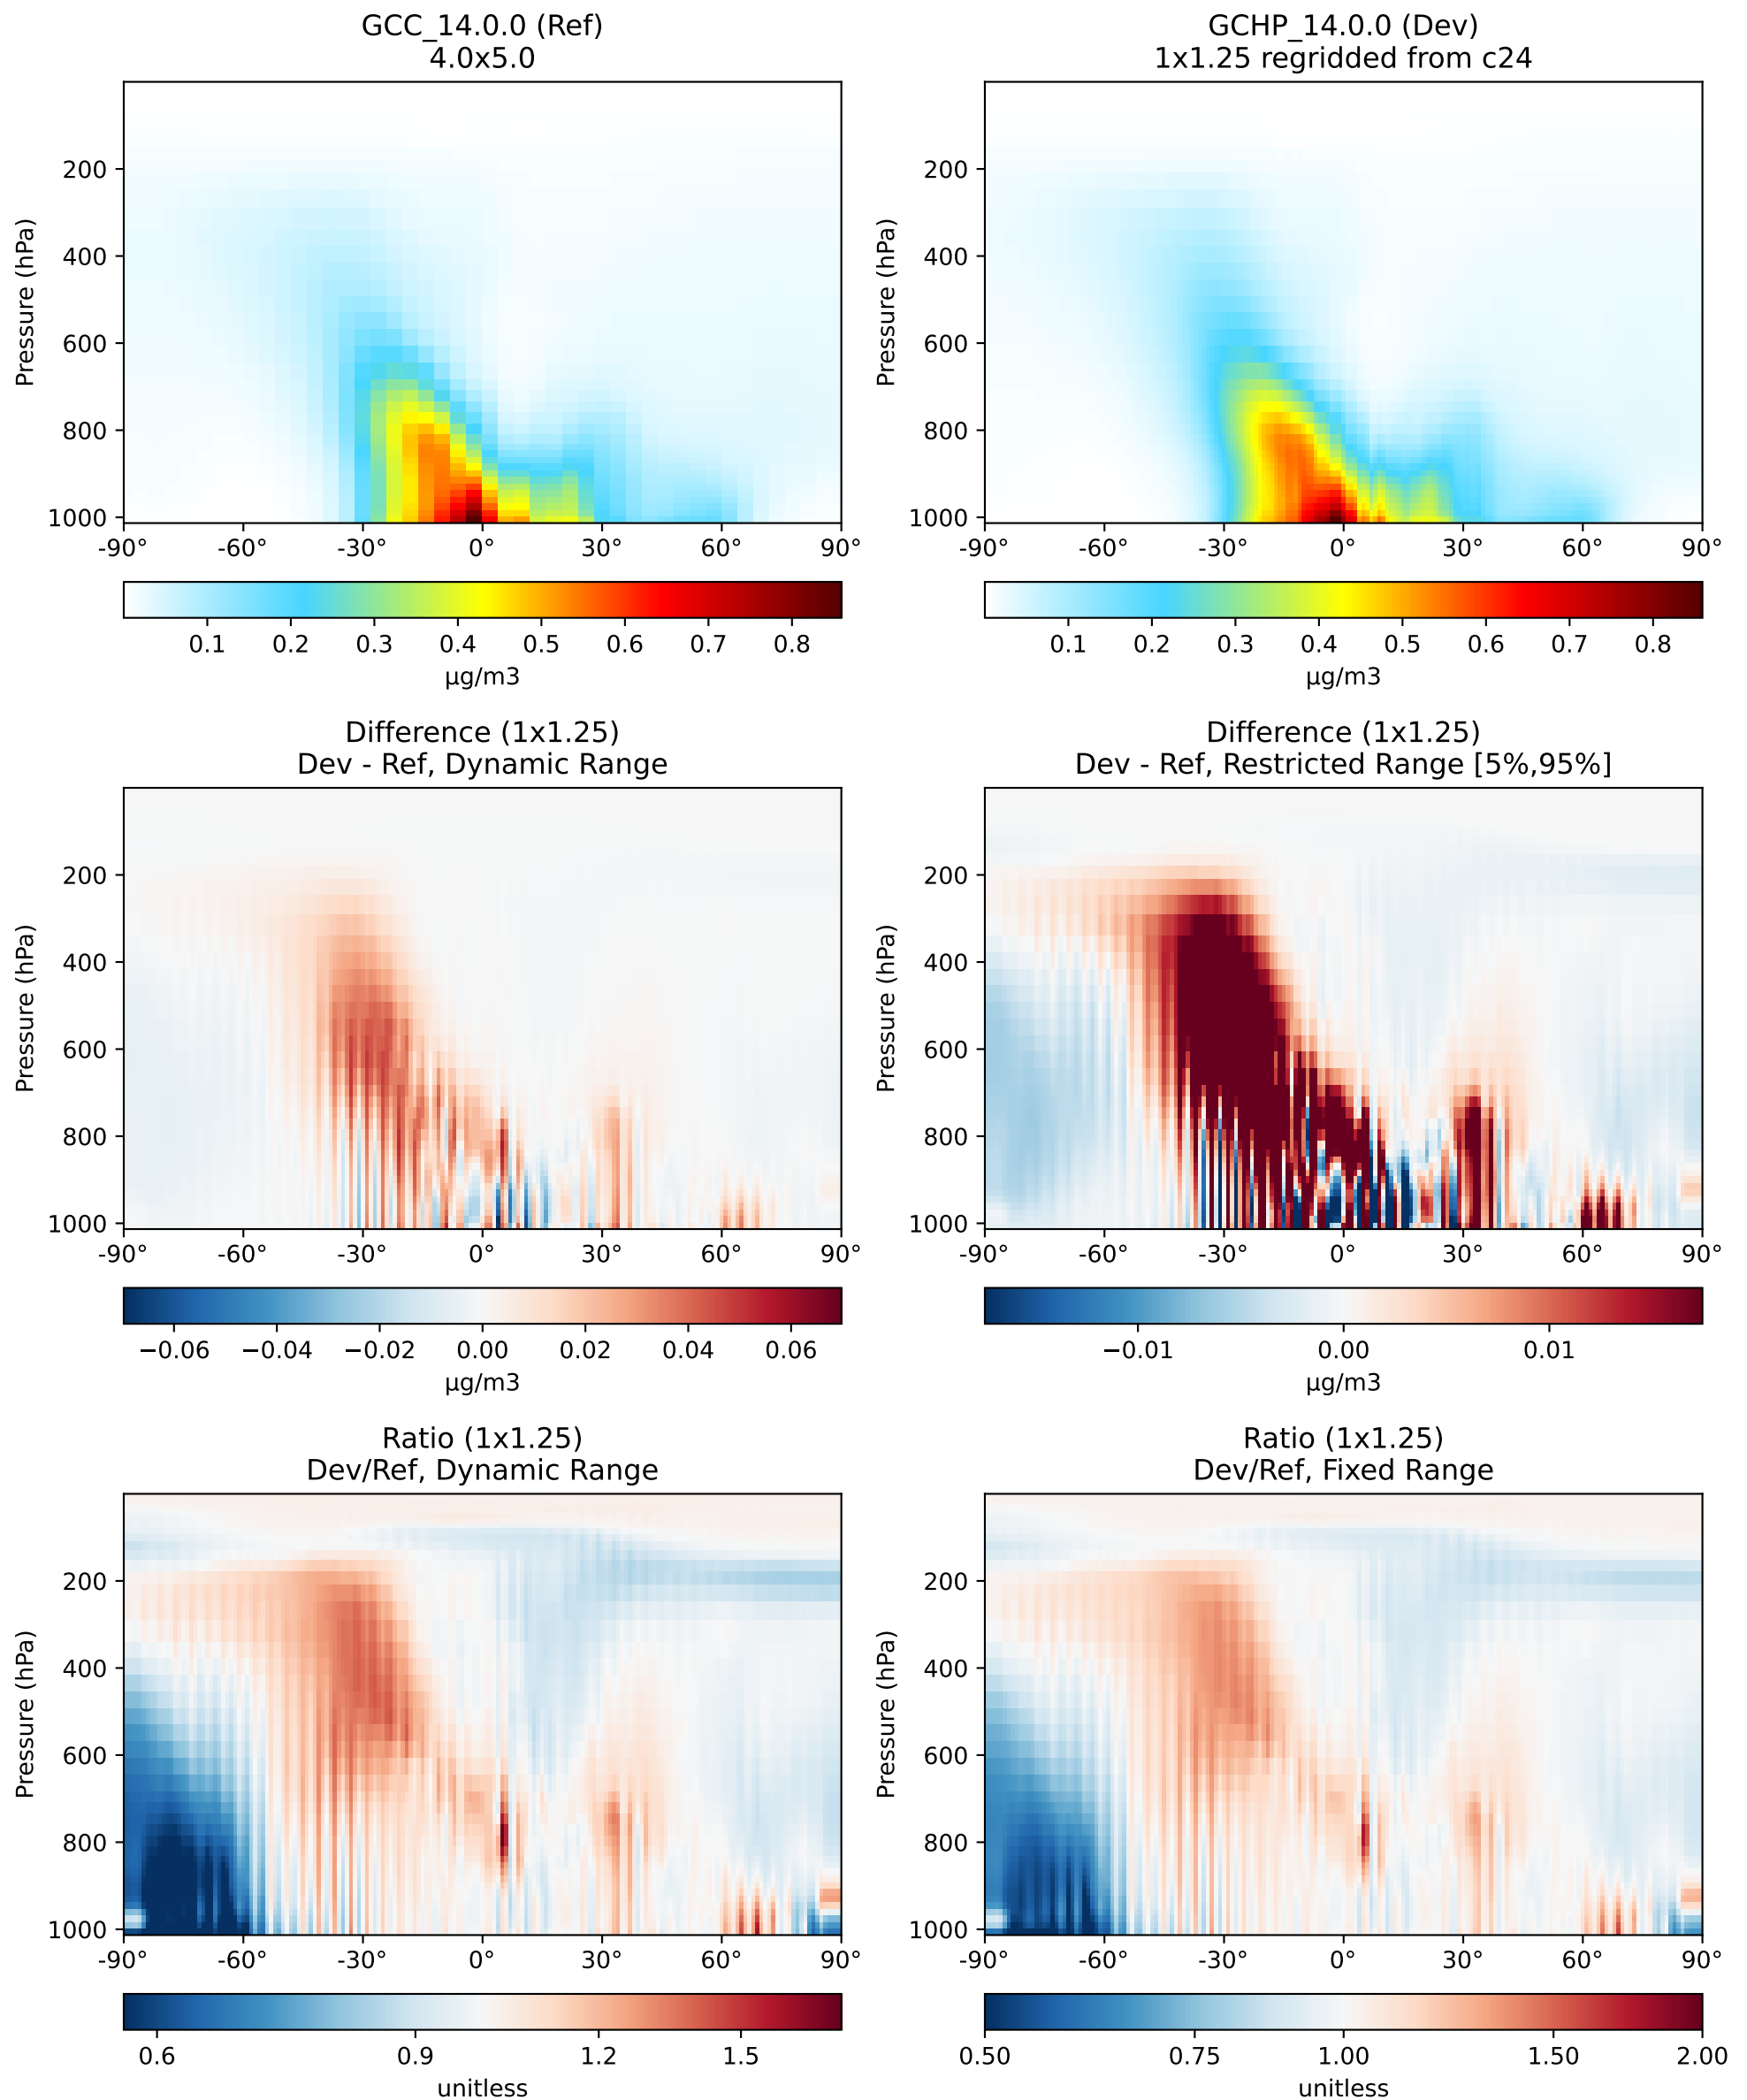 GCC_14.0.0 (Ref)
4.0x5.0
Pressure (hPa)
200
400
600
800
1000
-90° -60° -30° 0° 30° 60° 90°
0.1 0.2 0.3 0.4 0.5 0.6 0.7 0.8
μg/m3
GCHP_14.0.0 (Dev)
1x1.25 regridded from c24
Pressure (hPa)
200
400
600
800
1000
-90° -60° -30° 0° 30° 60° 90°
0.1 0.2 0.3 0.4 0.5 0.6 0.7 0.8
μg/m3
Difference (1x1.25)
Dev - Ref, Dynamic Range
Pressure (hPa)
200
400
600
800
1000
-90° -60° -30° 0° 30° 60° 90°
−0.06 −0.04 −0.02 0.00 0.02 0.04 0.06
μg/m3
Difference (1x1.25)
Dev - Ref, Restricted Range [5%,95%]
Pressure (hPa)
200
400
600
800
1000
-90° -60° -30° 0° 30° 60° 90°
−0.01 0.00 0.01
μg/m3
Ratio (1x1.25)
Dev/Ref, Dynamic Range
Pressure (hPa)
200
400
600
800
1000
-90° -60° -30° 0° 30° 60° 90°
0.6 0.9 1.2 1.5
unitless
Ratio (1x1.25)
Dev/Ref, Fixed Range
Pressure (hPa)
200
400
600
800
1000
-90° -60° -30° 0° 30° 60° 90°
0.50 0.75 1.00 1.50 2.00
unitless